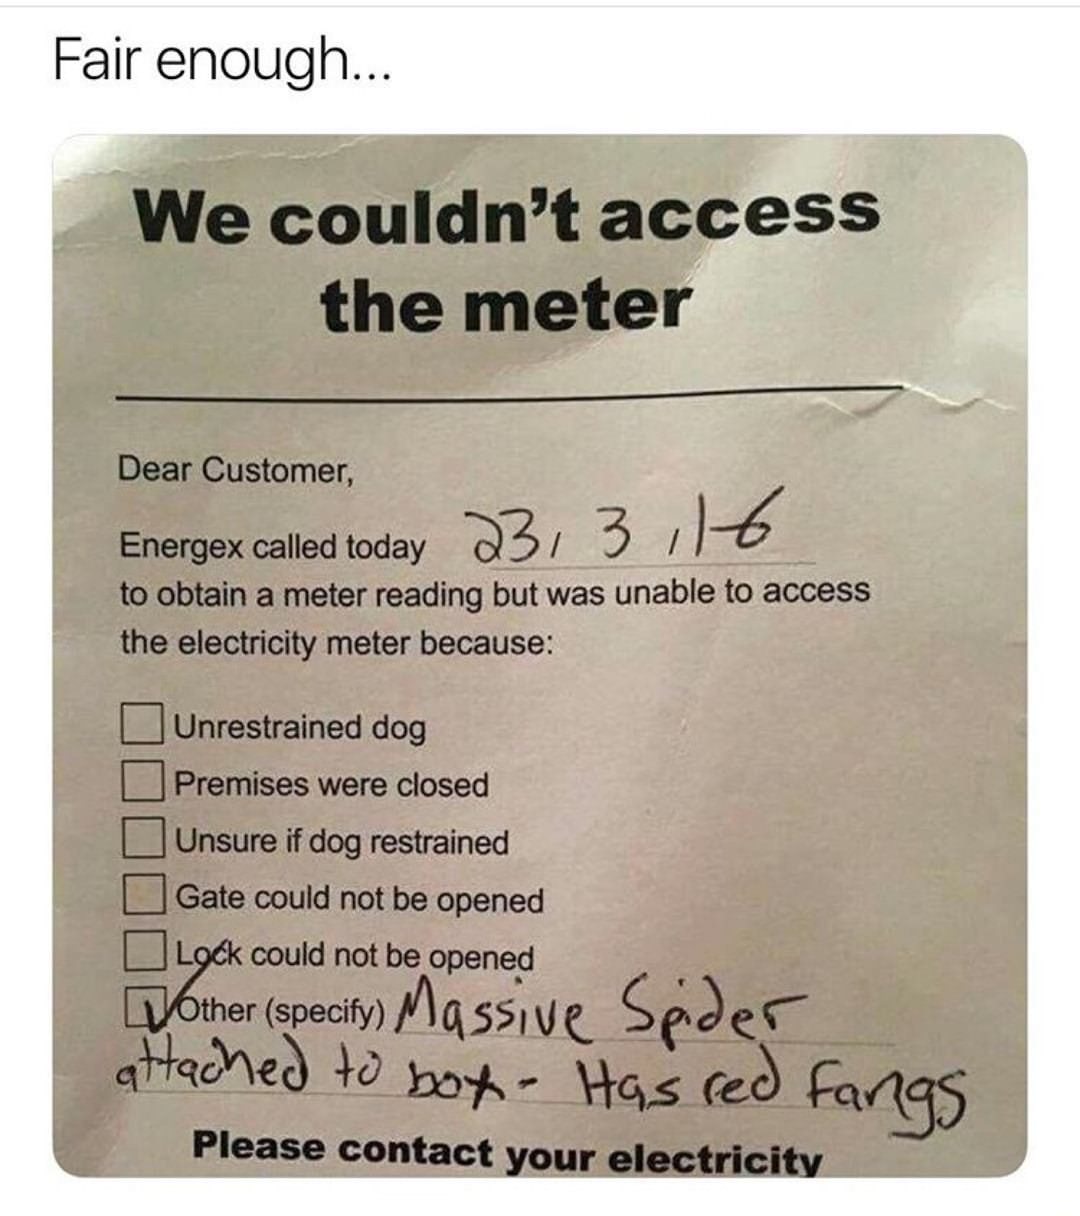 Fair enough...
We couldn't access
the meter
Dear Customer,
Energex called today 23, 3, 16
to obtain a meter reading but was unable to access
the electricity meter because:
Unrestrained dog
Premises were closed
Unsure if dog restrained
Gate could not be opened
Lock could not be opened
Other (specify) Massive Spider
attached to box - Has red fangs
Please contact your electricity